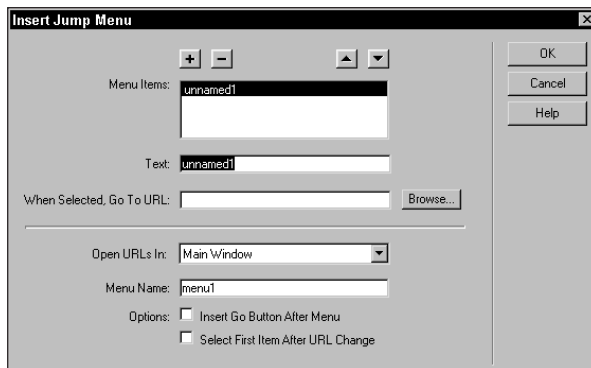 Insert Jump Menu
OK
Menu Items: unnamed1
Cancel
Help
Text: unnamed1
When Selected, Go To URL: Browse...
Open URLs In: Main Window
Menu Name: menu1
Options: Insert Go Button After Menu
Select First Item After URL Change